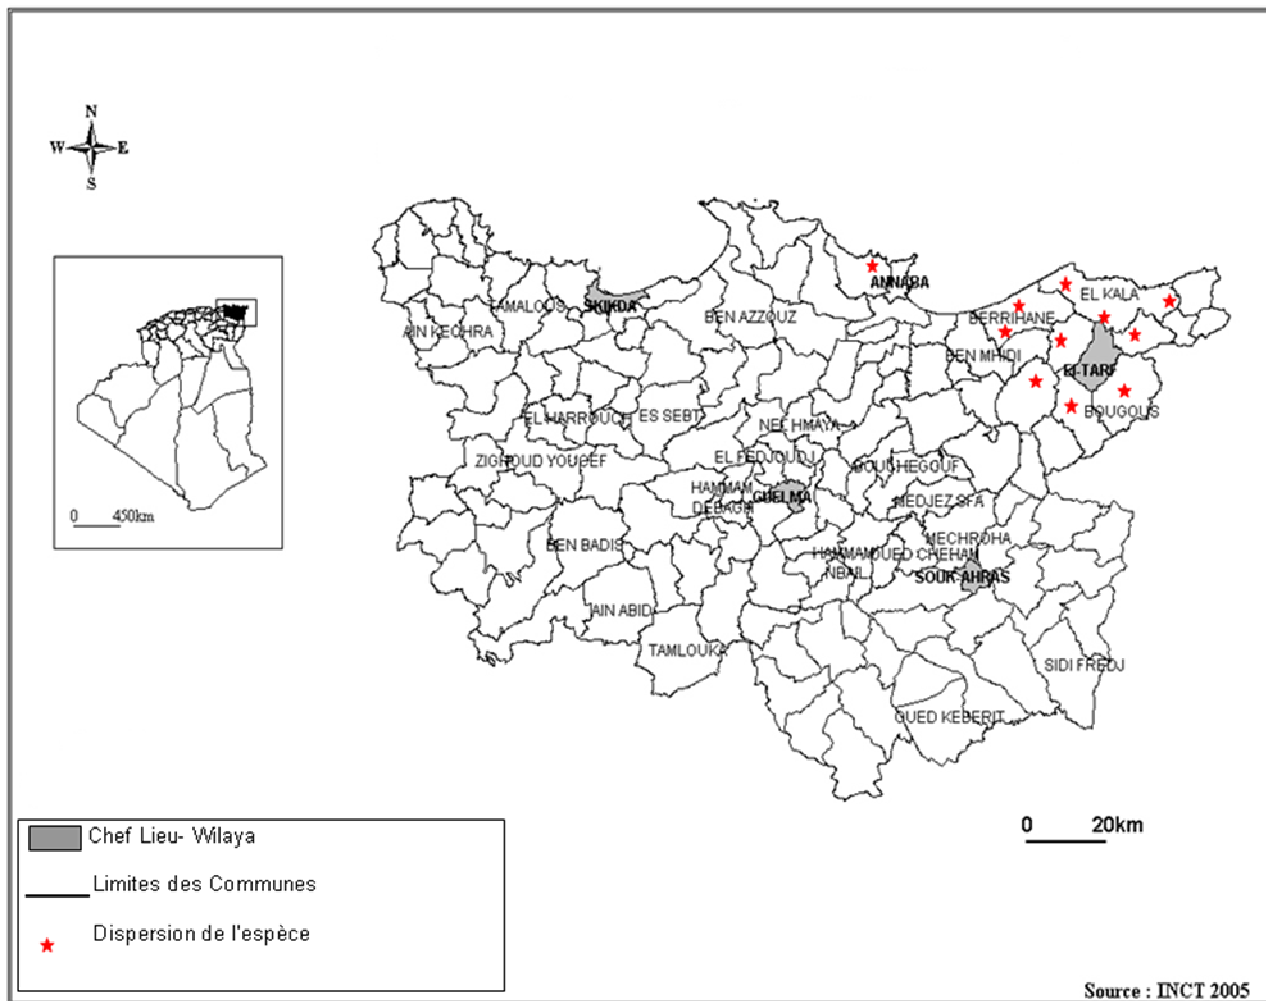 N
W E
S
ANNABA
EL KALA
TAMALOUS
SKIKDA
BEN AZZOUZ
BERRIHANE
AIN KECHRA
BEN MHIDI
El TARF
EL HARROUCH
ES SEBT
BOUGOUS
NECHMAYA
ZIGHOUD YOUCEF
EL FEDJOUDJ
BOUCHEGOUF
HAMMAM
DEBAGH
GUELMA
MEDJEZ SFA
BEN BADIS
MECHROHA
HAMMAM
NBAIL
OUED CHEHAM
SOUK AHRAS
AIN ABID
TAMLOUKA
SIDI FREDJ
OUED KEBERIT
0 450km
0 20km
Chef Lieu- Wilaya
Limites des Communes
Dispersion de l'espèce
Source : INCT 2005